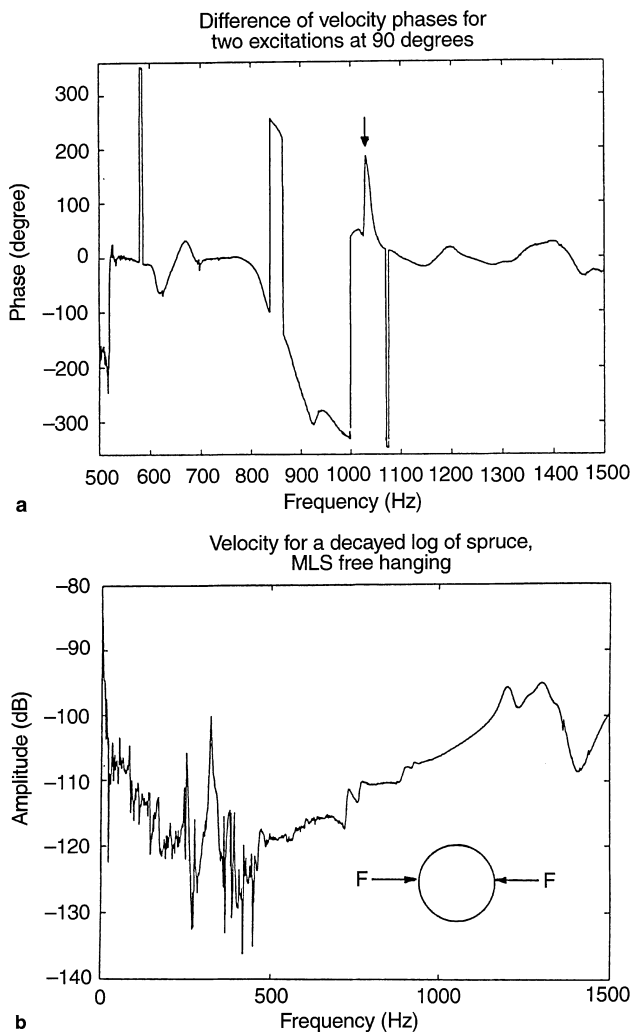 Difference of velocity phases for
two excitations at 90 degrees
300
200
100
0
−100
−200
−300
Phase (degree)
500 600 700 800 900 1000 1100 1200 1300 1400 1500
Frequency (Hz)
a
Velocity for a decayed log of spruce,
MLS free hanging
−80
−90
−100
−110
−120
−130
−140
Amplitude (dB)
F F
0 500 1000 1500
Frequency (Hz)
b